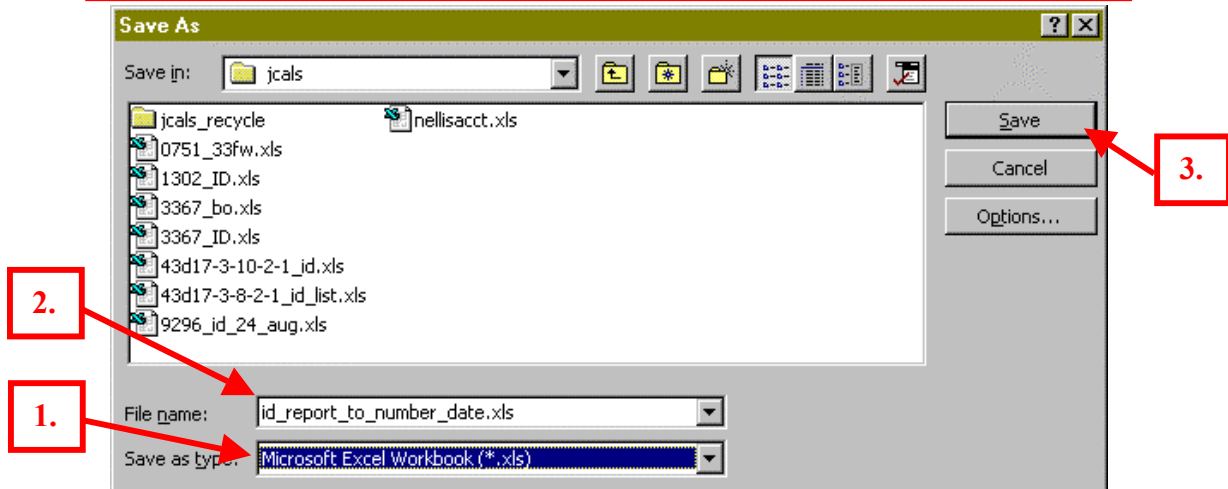 Save As
Save in: jcals
jcals_recycle nellisacct.xls
0751_33fw.xls
1302_ID.xls
3367_bo.xls
3367_ID.xls
43d17-3-10-2-1_id.xls
43d17-3-8-2-1_id_list.xls
9296_id_24_aug.xls
Save
Cancel
Options...
3.
2.
File name: id_report_to_number_date.xls
1.
Save as type: Microsoft Excel Workbook (*.xls)